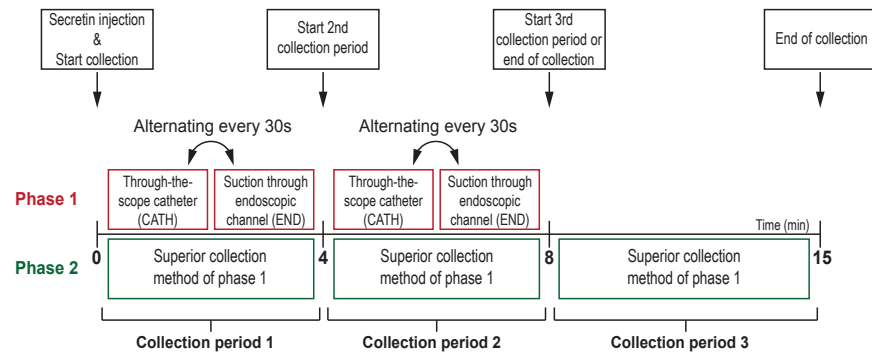 Secretin injection
&
Start collection
Start 2nd
collection period
Start 3rd
collection period or
end of collection
End of collection
Alternating every 30s
Alternating every 30s
Phase 1
Through-the-
scope catheter
(CATH)
Suction through
endoscopic
channel (END)
Through-the-
scope catheter
(CATH)
Suction through
endoscopic
channel (END)
Time (min)
0
4
8
15
Phase 2
Superior collection
method of phase 1
Superior collection
method of phase 1
Superior collection
method of phase 1
Collection period 1
Collection period 2
Collection period 3